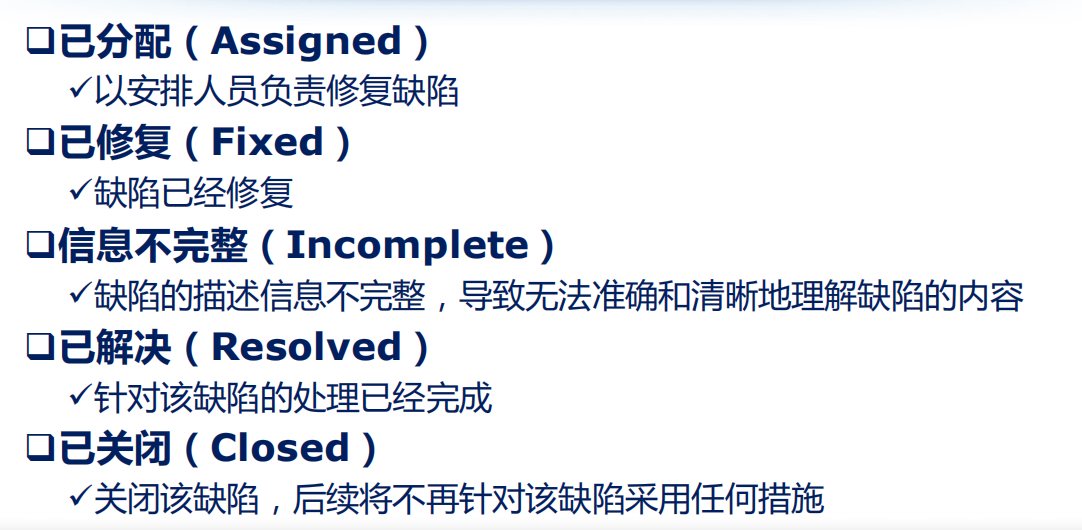 ❑已分配（Assigned）
✓以安排人员负责修复缺陷
❑已修复（Fixed）
✓缺陷已经修复
❑信息不完整（Incomplete）
✓缺陷的描述信息不完整，导致无法准确和清晰地理解缺陷的内容
❑已解决（Resolved）
✓针对该缺陷的处理已经完成
❑已关闭（Closed）
✓关闭该缺陷，后续将不再针对该缺陷采用任何措施